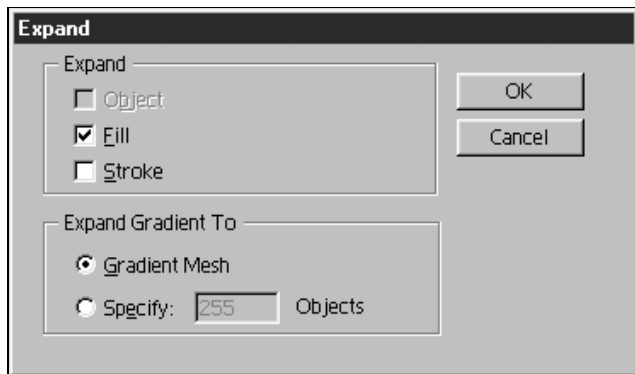 Expand
Expand
Object
OK
Fill
Cancel
Stroke
Expand Gradient To
Gradient Mesh
Specify: 255 Objects